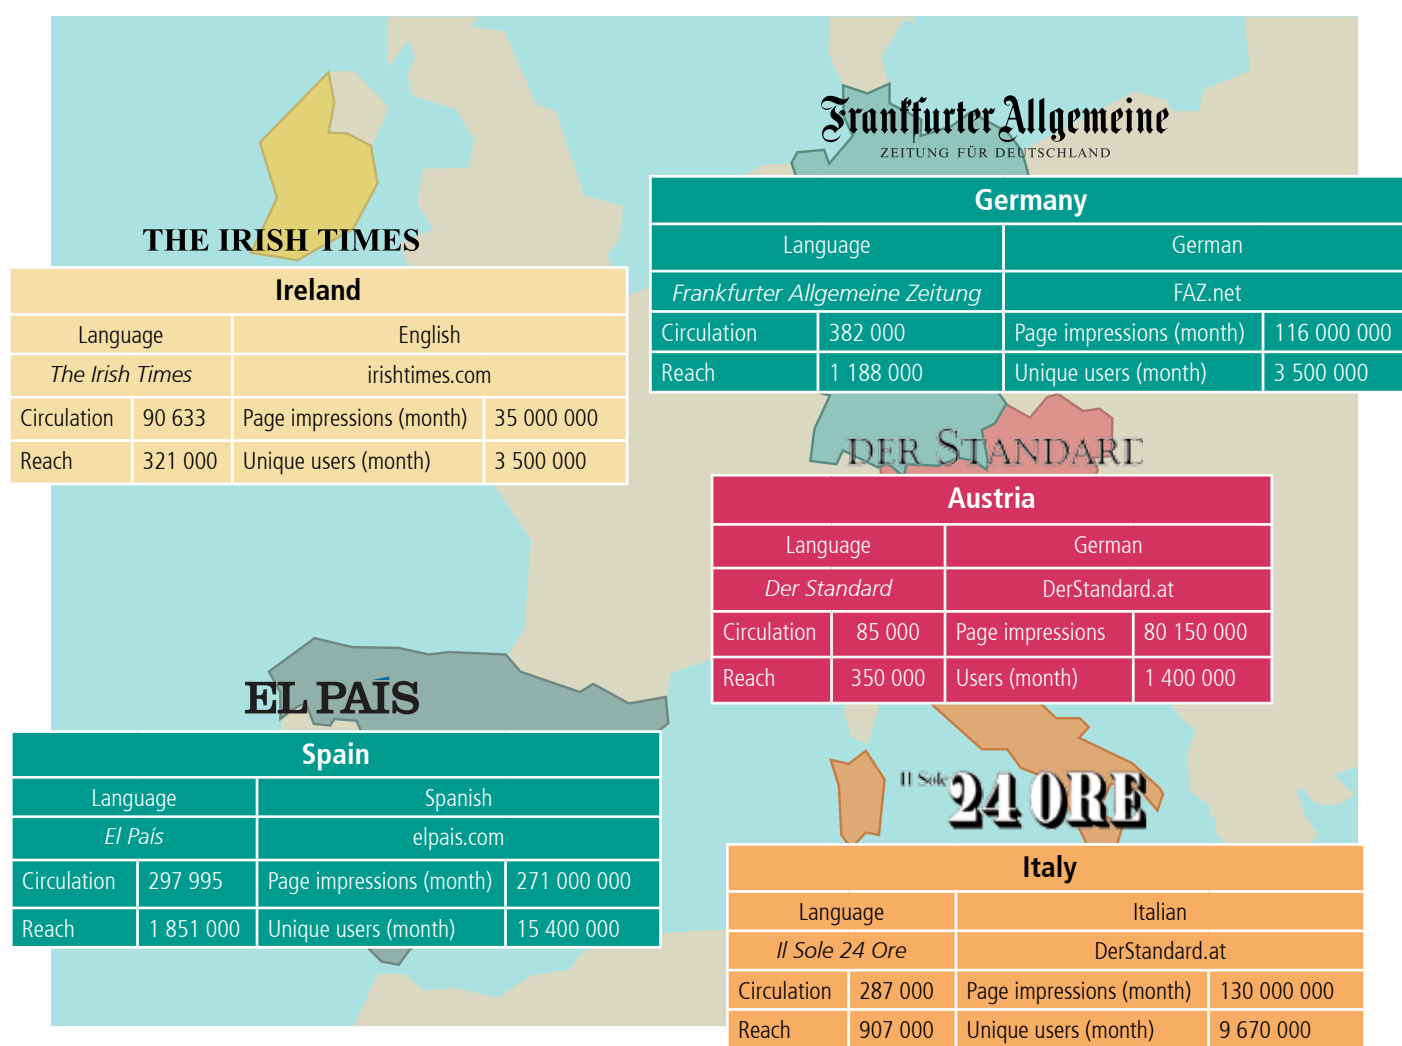 THE IRISH TIMES
Ireland
Language English
The Irish Times irishtimes.com
Circulation 90 633 Page impressions (month) 35 000 000
Reach 321 000 Unique users (month) 3 500 000
Frankfurter Allgemeine
ZEITUNG FÜR DEUTSCHLAND
Germany
Language German
Frankfurter Allgemeine Zeitung FAZ.net
Circulation 382 000 Page impressions (month) 116 000 000
Reach 1 188 000 Unique users (month) 3 500 000
DER STANDARD
Austria
Language German
Der Standard DerStandard.at
Circulation 85 000 Page impressions 80 150 000
Reach 350 000 Users (month) 1 400 000
EL PAÍS
Spain
Language Spanish
El País elpais.com
Circulation 297 995 Page impressions (month) 271 000 000
Reach 1 851 000 Unique users (month) 15 400 000
Il Sole 24 ORE
Italy
Language Italian
Il Sole 24 Ore DerStandard.at
Circulation 287 000 Page impressions (month) 130 000 000
Reach 907 000 Unique users (month) 9 670 000